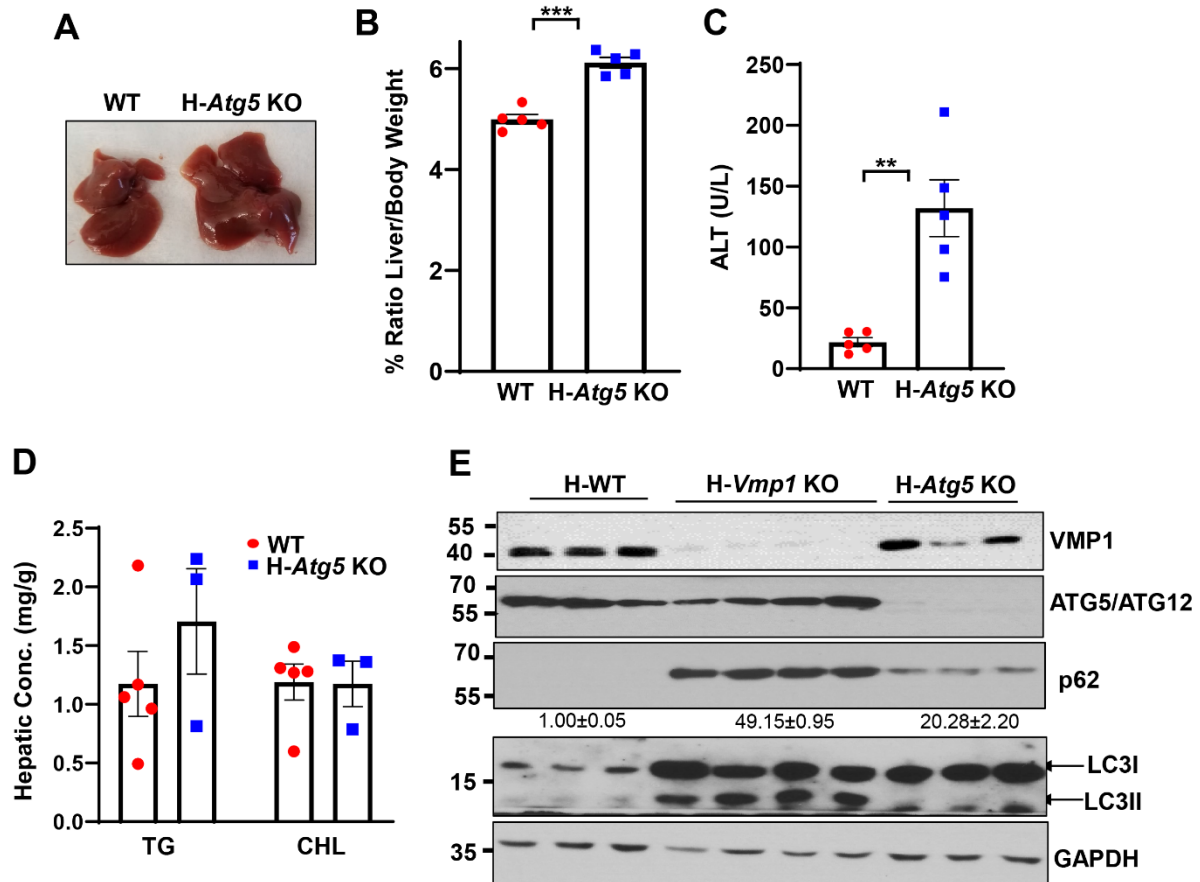 A
WT H-Atg5 KO
B
% Ratio Liver/Body Weight
***
6
4
2
0
WT H-Atg5 KO
C
ALT (U/L)
**
250
200
150
100
50
0
WT H-Atg5 KO
D
Hepatic Conc. (mg/g)
2.5
2.0
1.5
1.0
0.5
0.0
WT
H-Atg5 KO
TG CHL
E
H-WT H-Vmp1 KO H-Atg5 KO
55
40
VMP1
70
55
ATG5/ATG12
70
55
p62
1.00±0.05 49.15±0.95 20.28±2.20
15
LC3I
LC3II
35
GAPDH